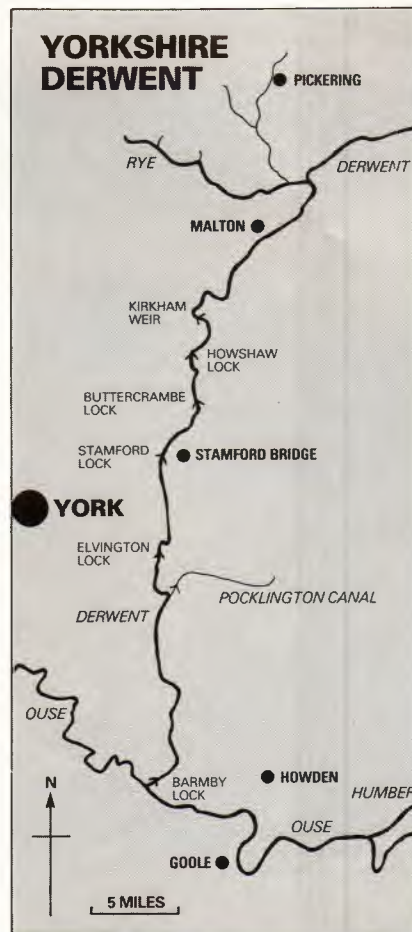 YORKSHIRE
DERWENT
PICKERING
RYE
DERWENT
MALTON
KIRKHAM
WEIR
HOWSHAW
LOCK
BUTTERCRAMBE
LOCK
STAMFORD
LOCK
STAMFORD BRIDGE
YORK
ELVINGTON
LOCK
POCKLINGTON CANAL
DERWENT
OUSE
BARMBY
LOCK
N
HOWDEN
HUMBER
OUSE
GOOLE
5 MILES